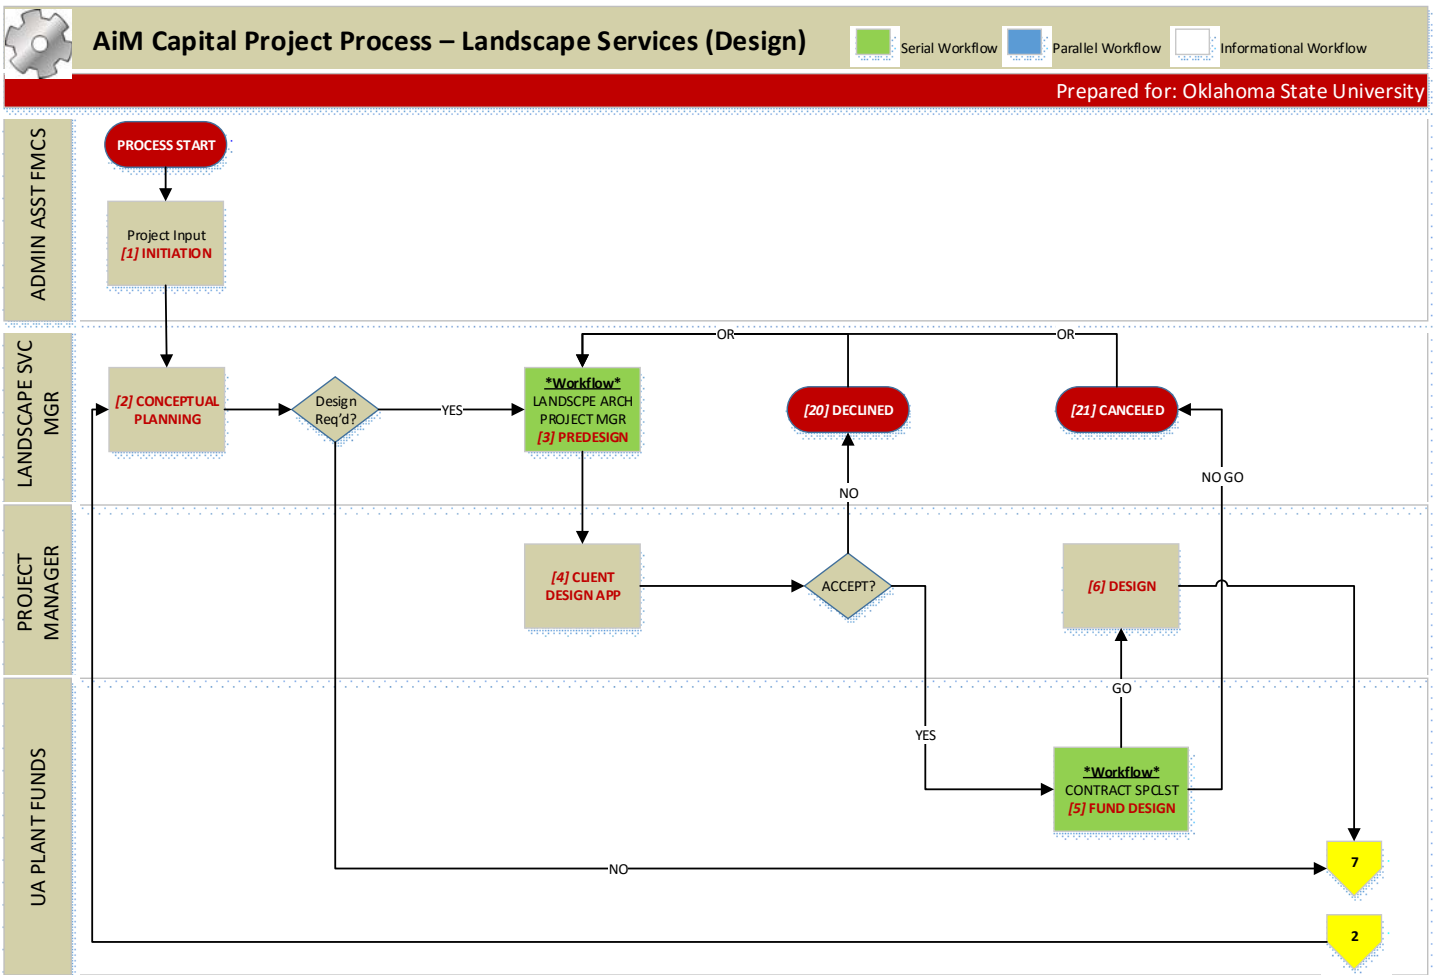 AiM Capital Project Process – Landscape Services (Design)
Serial Workflow
Parallel Workflow
Informational Workflow
Prepared for: Oklahoma State University
ADMIN ASST FMCS
PROCESS START
Project Input
[1] INITIATION
LANDSCAPE SVC
MGR
[2] CONCEPTUAL
PLANNING
Design
Req'd?
YES
*Workflow*
LANDSCPE ARCH
PROJECT MGR
[3] PREDESIGN
OR
OR
[20] DECLINED
[21] CANCELED
NO
NO GO
PROJECT
MANAGER
[4] CLIENT
DESIGN APP
ACCEPT?
[6] DESIGN
GO
YES
UA PLANT FUNDS
*Workflow*
CONTRACT SPCLST
[5] FUND DESIGN
NO
7
2